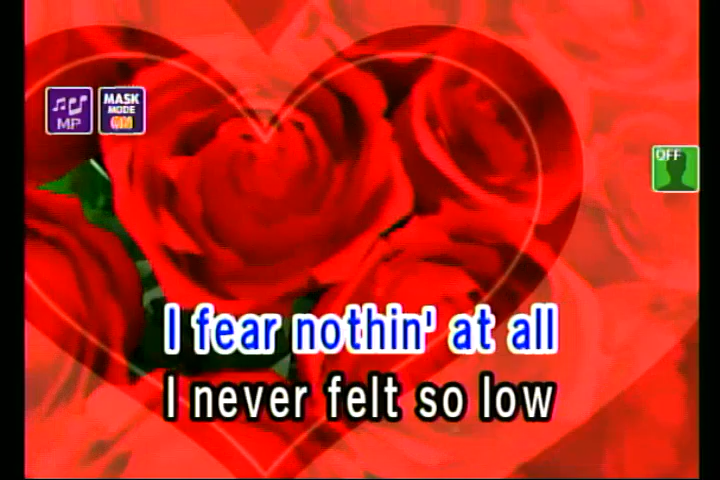 MASK
MODE
ON
MP
OFF
I fear nothin' at all
I never felt so low